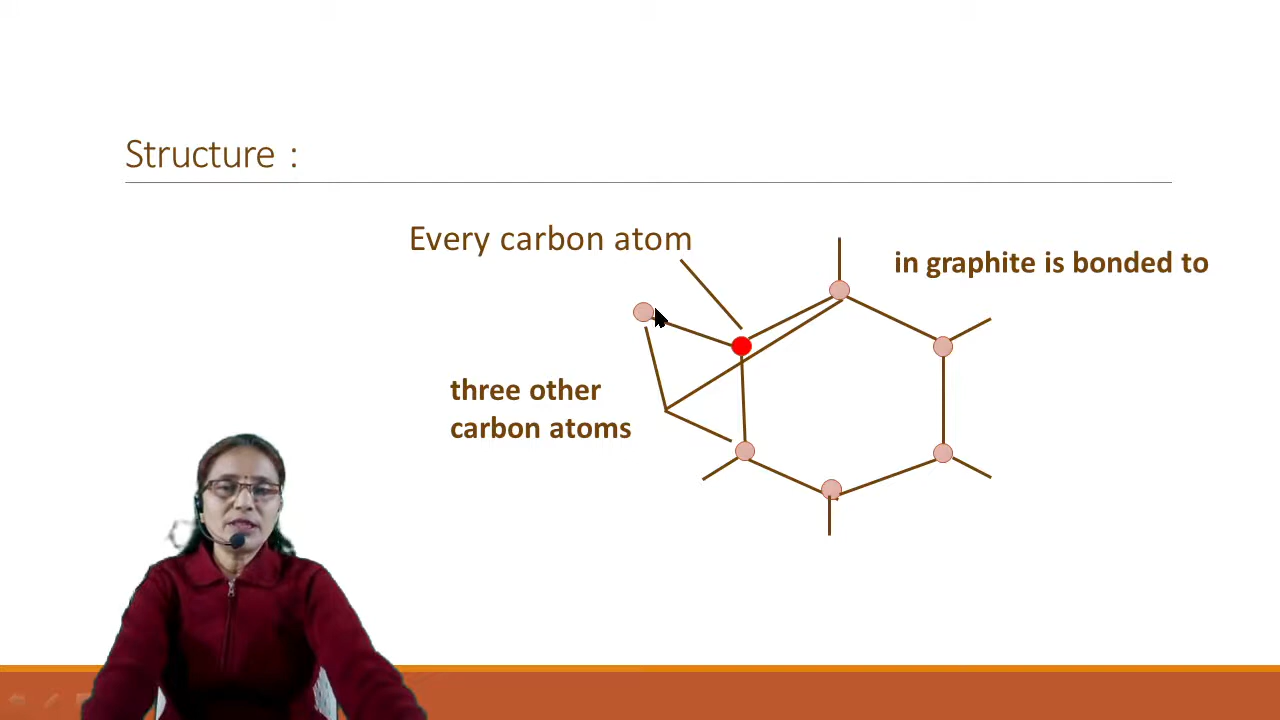 Structure :
Every carbon atom
in graphite is bonded to
three other
carbon atoms